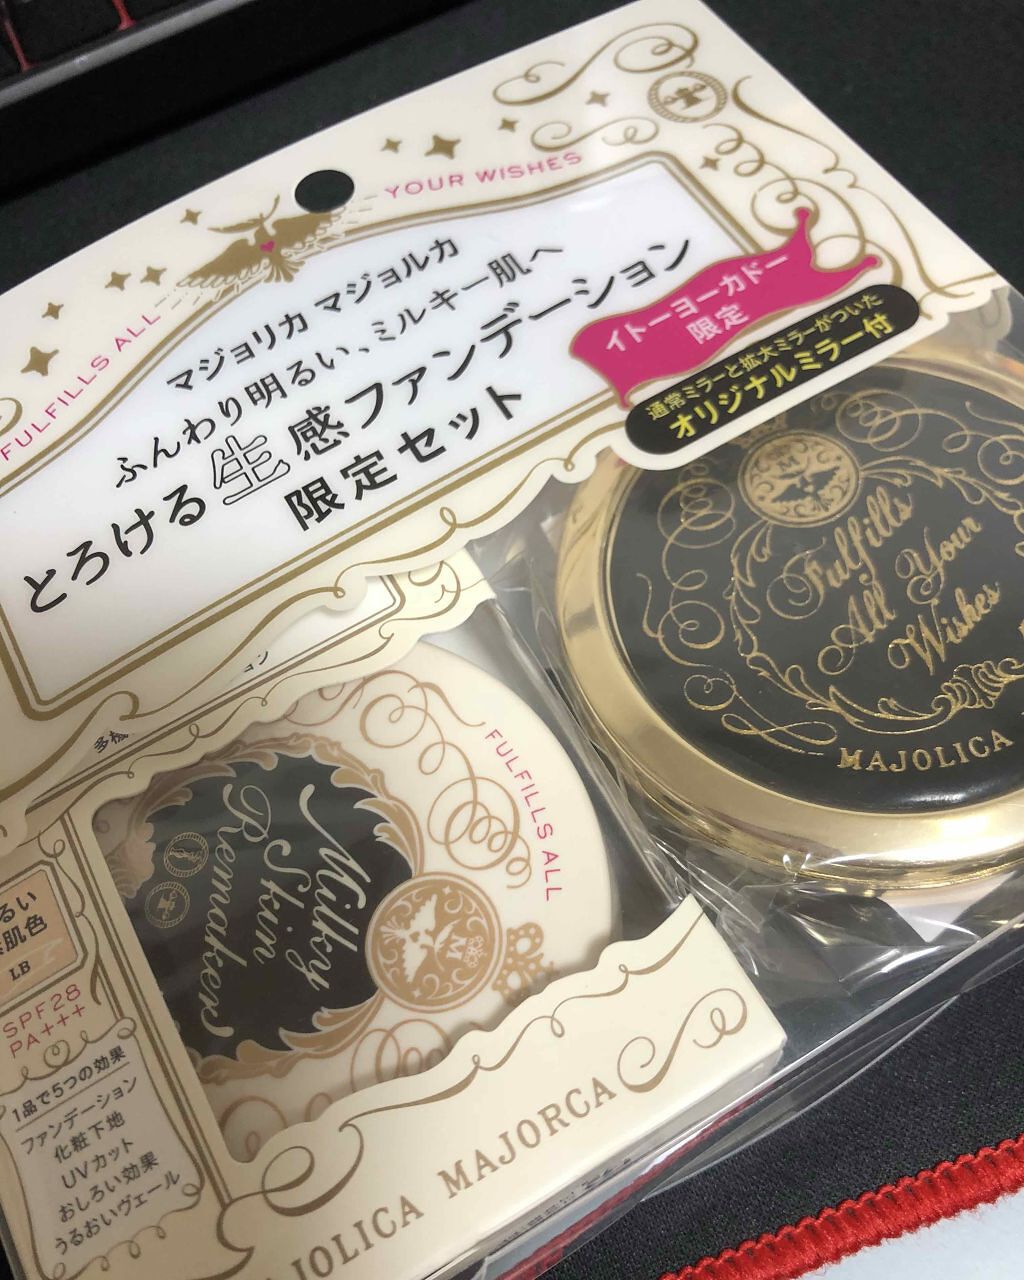 FULFILLS ALL YOUR WISHES
マジョリカ マジョルカ
ふんわり明るい、ミルキー肌へ
とろける生感ファンデーション
限定セット
イトーヨーカドー
限定
通常ミラーと拡大ミラーがついた
オリジナルミラー付
M
Fulfills
All Your
Wishes
MAJOLICA
FULFILLS ALL
Milky
Skin
Remaker
M
るい
肌色
LB
SPF28
PA+++
1品で5つの効果
ファンデーション
化粧下地
UVカット
おしろい効果
うるおいヴェール
JOLICA MAJORCA